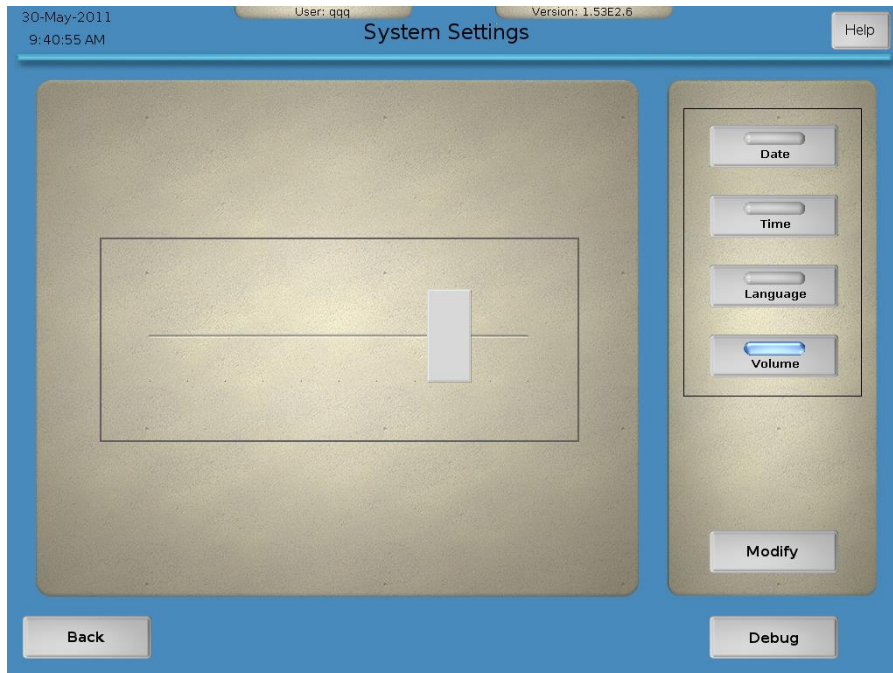 30-May-2011
User: qqq
Version: 1.53E2.6
9:40:55 AM
System Settings
Help
Date
Time
Language
Volume
Modify
Back
Debug